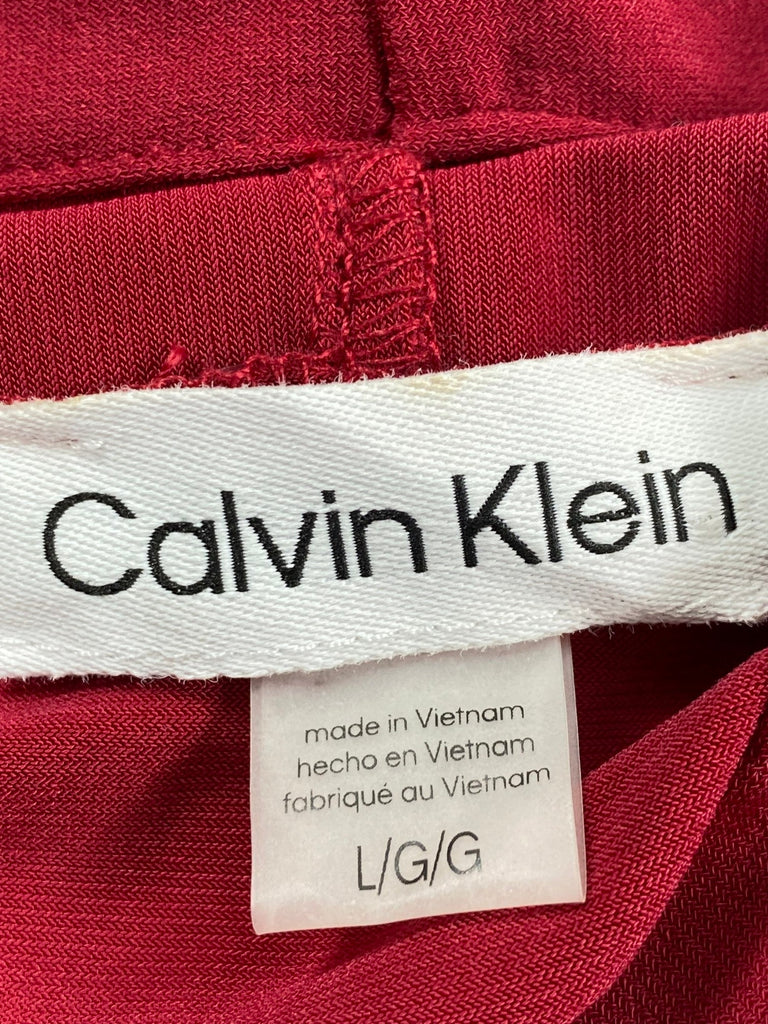 Calvin Klein
made in Vietnam
hecho en Vietnam
fabriqué au Vietnam
L/G/G